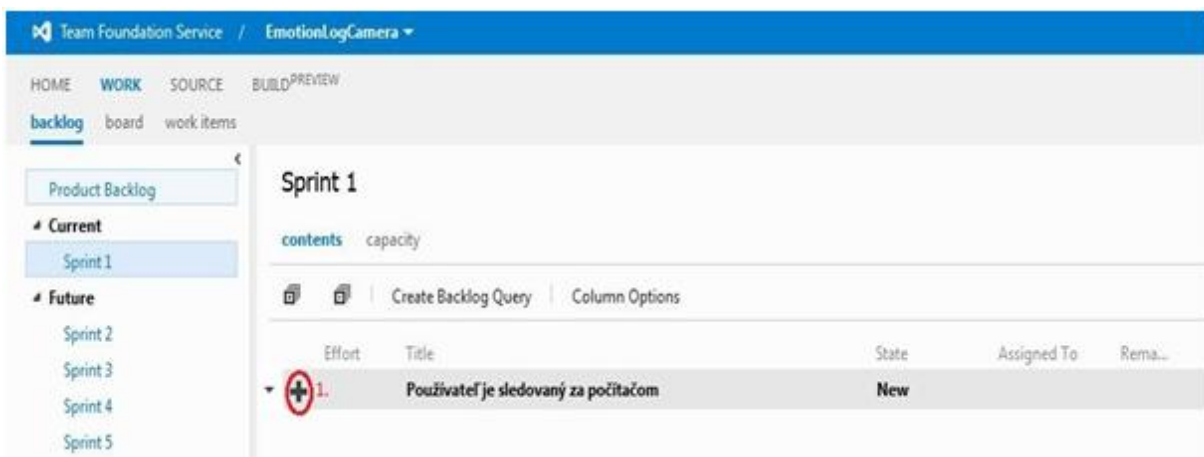 Team Foundation Service / EmotionLogCamera
HOME WORK SOURCE BUILD PREVIEW
backlog board work items
Product Backlog
Current
Sprint 1
Future
Sprint 2
Sprint 3
Sprint 4
Sprint 5
Sprint 1
contents capacity
Create Backlog Query Column Options
Effort Title State Assigned To Rema...
1. Používateľ je sledovaný za počítačom New